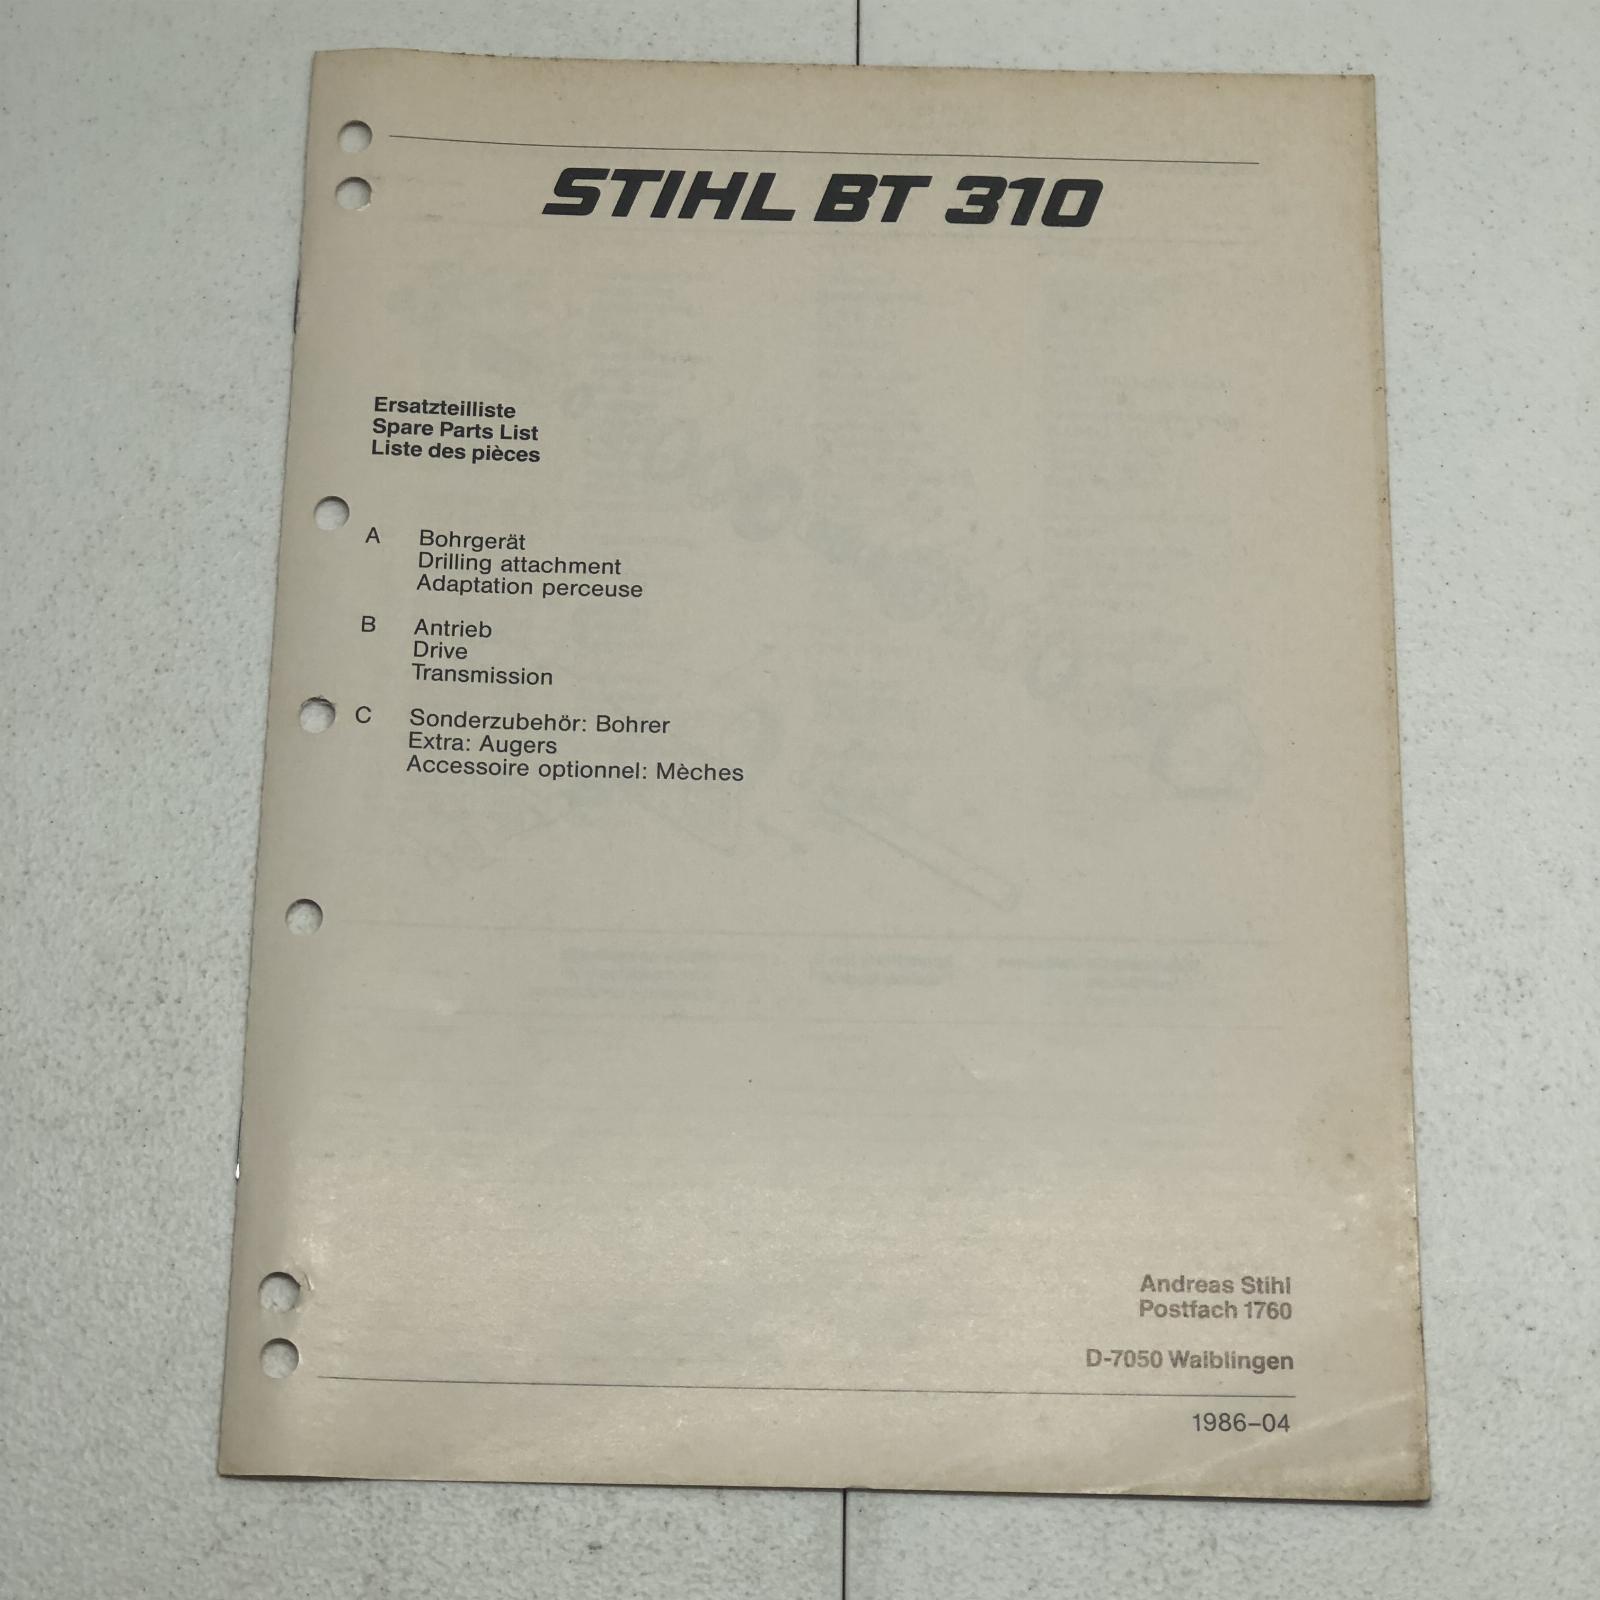 STIHL BT 310
Ersatzteilliste
Spare Parts List
Liste des pièces
A Bohrgerät
Drilling attachment
Adaptation perceuse
B Antrieb
Drive
Transmission
C Sonderzubehör: Bohrer
Extra: Augers
Accessoire optionnel: Mèches
Andreas Stihl
Postfach 1760
D-7050 Waiblingen
1986–04